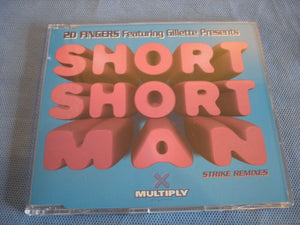 20 FINGERS Featuring Gillette Presents
SHORT
SHORT
MAN
STRIKE REMIXES
MULTIPLY